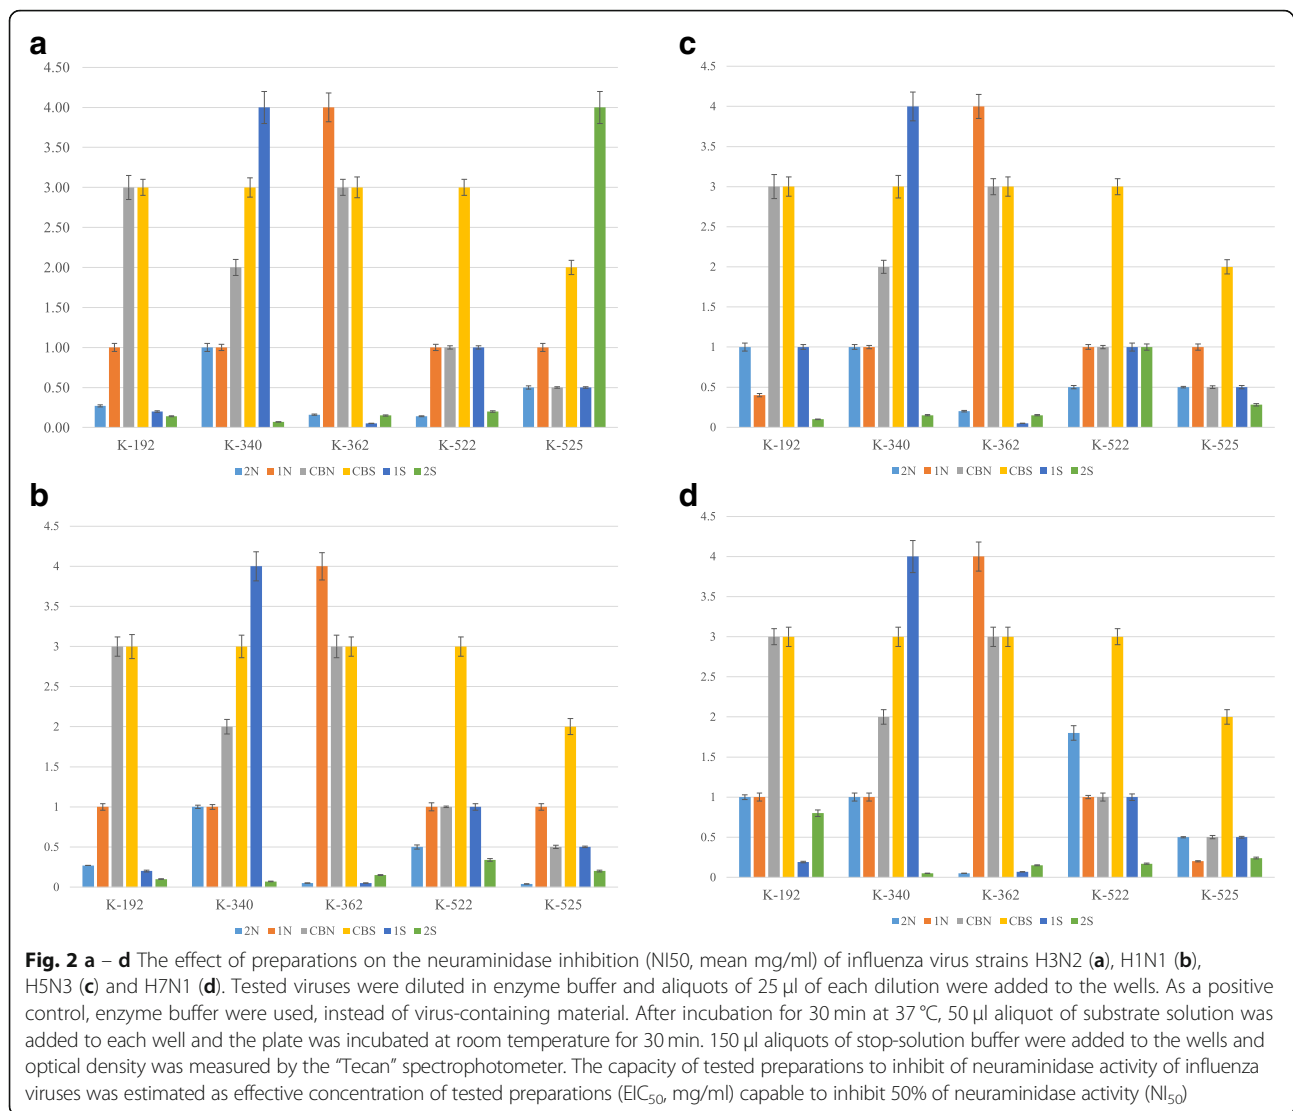 a
4.50
4.00
3.50
3.00
2.50
2.00
1.50
1.00
0.50
0.00
K-192 K-340 K-362 K-522 K-525
2N 1N CBN CBS 1S 2S
b
4.5
4
3.5
3
2.5
2
1.5
1
0.5
0
K-192 K-340 K-362 K-522 K-525
2N 1N CBN CBS 1S 2S
c
4.5
4
3.5
3
2.5
2
1.5
1
0.5
0
K-192 K-340 K-362 K-522 K-525
2N 1N CBN CBS 1S 2S
d
4.5
4
3.5
3
2.5
2
1.5
1
0.5
0
K-192 K-340 K-362 K-522 K-525
2N 1N CBN CBS 1S 2S
Fig. 2 a – d The effect of preparations on the neuraminidase inhibition (NI50, mean mg/ml) of influenza virus strains H3N2 (a), H1N1 (b),
H5N3 (c) and H7N1 (d). Tested viruses were diluted in enzyme buffer and aliquots of 25 μl of each dilution were added to the wells. As a positive
control, enzyme buffer were used, instead of virus-containing material. After incubation for 30 min at 37 °C, 50 μl aliquot of substrate solution was
added to each well and the plate was incubated at room temperature for 30 min. 150 μl aliquots of stop-solution buffer were added to the wells and
optical density was measured by the "Tecan" spectrophotometer. The capacity of tested preparations to inhibit of neuraminidase activity of influenza
viruses was estimated as effective concentration of tested preparations (EIC50, mg/ml) capable to inhibit 50% of neuraminidase activity (NI50)